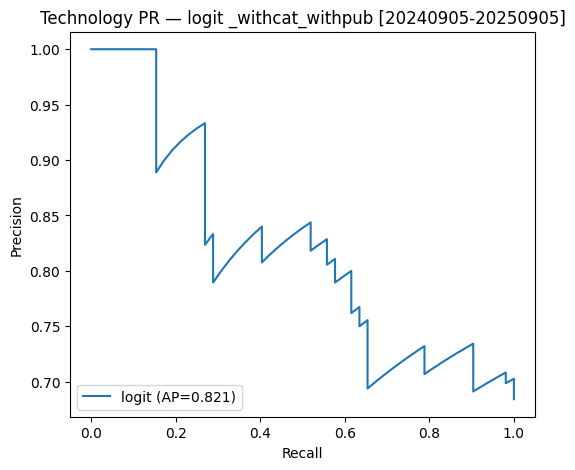 Technology PR — logit _withcat_withpub [20240905-20250905]
1.00
0.95
0.90
0.85
0.80
0.75
0.70
Precision
logit (AP=0.821)
0.0 0.2 0.4 0.6 0.8 1.0
Recall